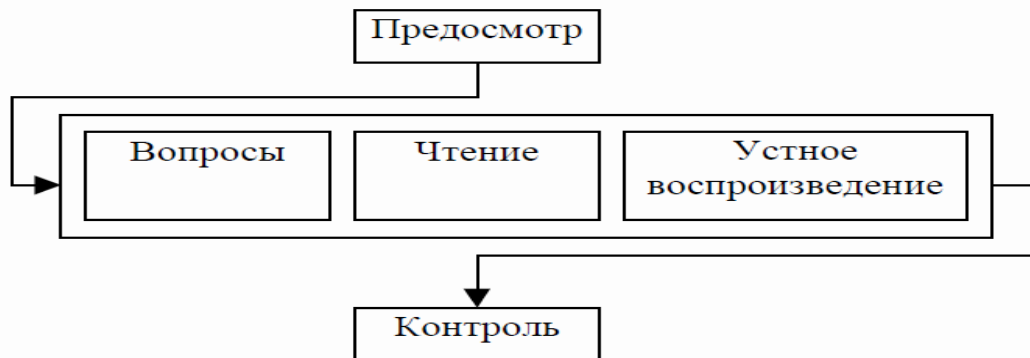 Предосмотр
Вопросы
Чтение
Устное
воспроизведение
Контроль